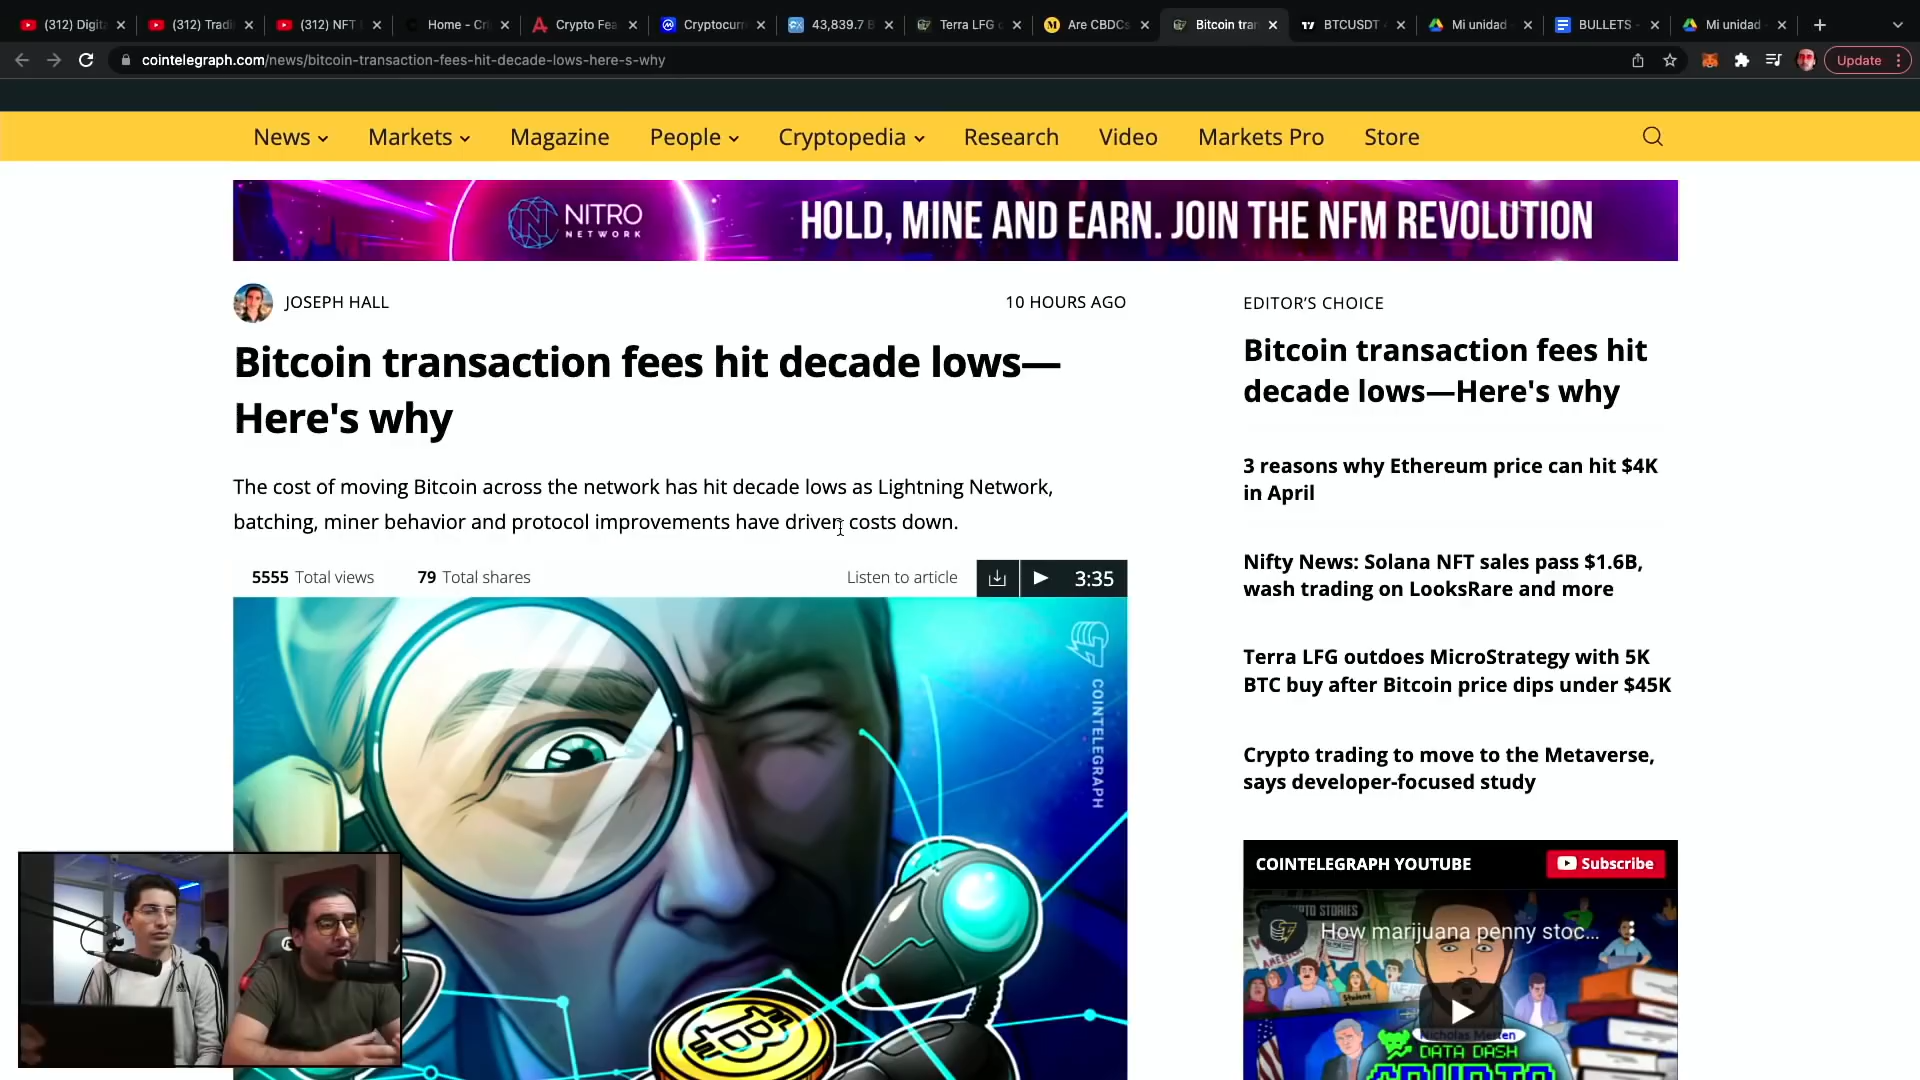 (312) Digit
(312) Tradi
(312) NFT
Home - Cri
Crypto Fea
Cryptocurr
43,839.7 B
Terra LFG o
Are CBDCs
Bitcoin tran
BTCUSDT
Mi unidad
BULLETS -
Mi unidad
cointelegraph.com/news/bitcoin-transaction-fees-hit-decade-lows-here-s-why
Update
News
Markets
Magazine
People
Cryptopedia
Research
Video
Markets Pro
Store
NITRO
NETWORK
HOLD, MINE AND EARN. JOIN THE NFM REVOLUTION
JOSEPH HALL
10 HOURS AGO
Bitcoin transaction fees hit decade lows—
Here's why
The cost of moving Bitcoin across the network has hit decade lows as Lightning Network,
batching, miner behavior and protocol improvements have driven costs down.
5555 Total views
79 Total shares
Listen to article
3:35
COINTELEGRAPH
EDITOR'S CHOICE
Bitcoin transaction fees hit
decade lows—Here's why
3 reasons why Ethereum price can hit $4K
in April
Nifty News: Solana NFT sales pass $1.6B,
wash trading on LooksRare and more
Terra LFG outdoes MicroStrategy with 5K
BTC buy after Bitcoin price dips under $45K
Crypto trading to move to the Metaverse,
says developer-focused study
COINTELEGRAPH YOUTUBE
Subscribe
How marijuana penny stoc...
Nicholas Merten
DATA DASH
CRYPTO